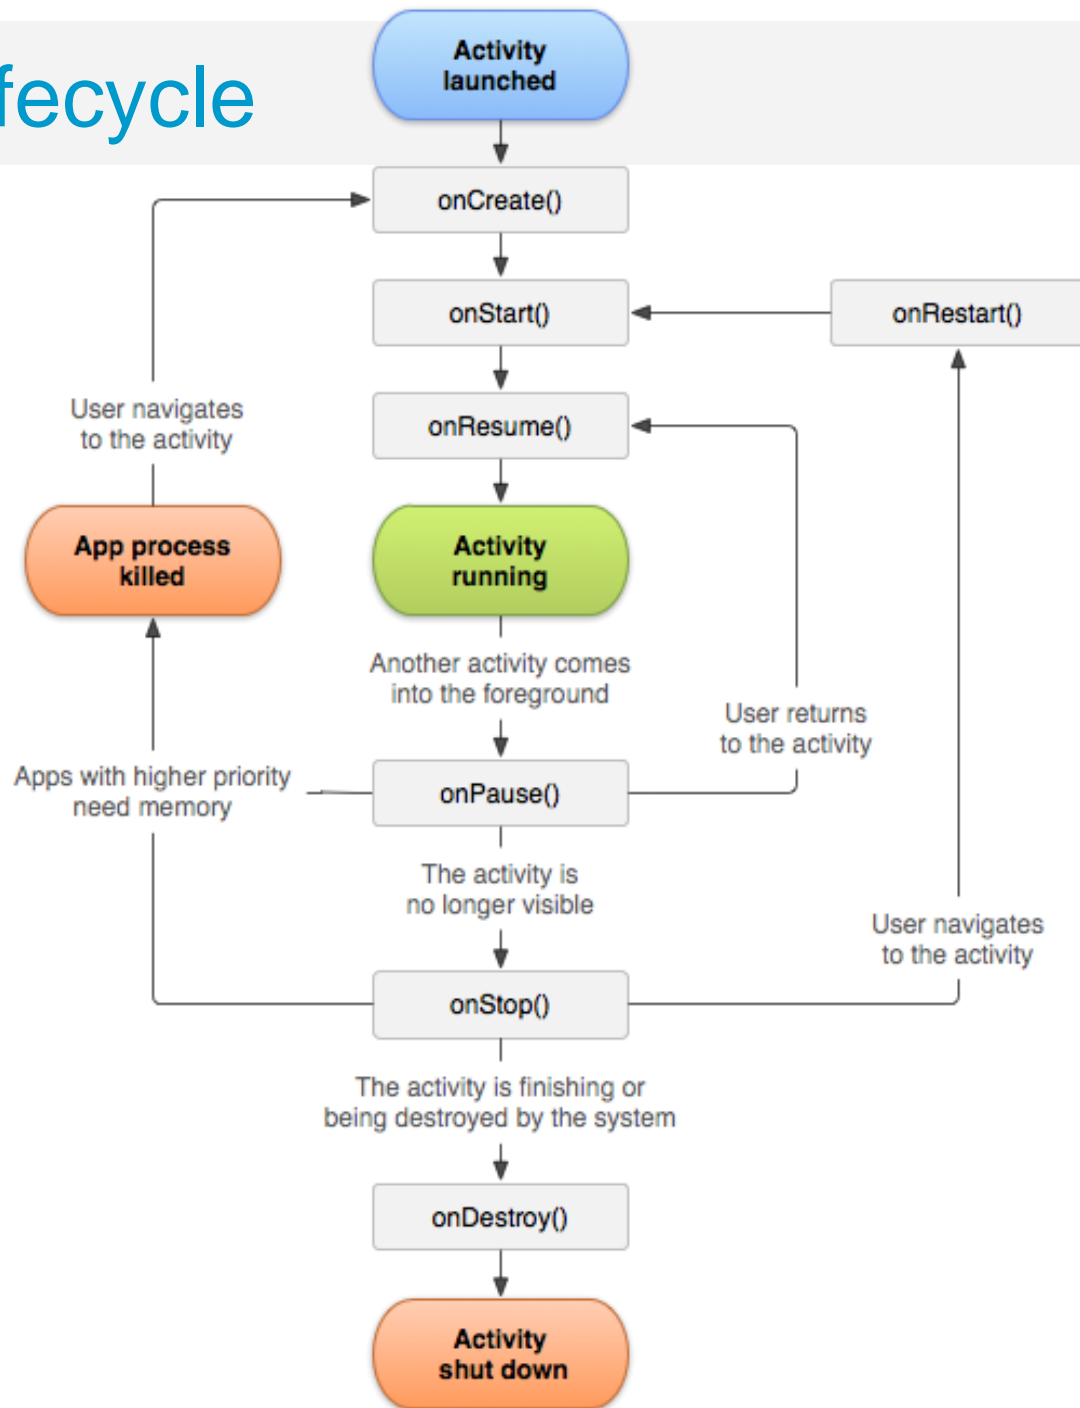 fecycle
Activity
launched
onCreate()
onStart()
onRestart()
onResume()
User navigates
to the activity
App process
killed
Activity
running
Another activity comes
into the foreground
User returns
to the activity
Apps with higher priority
need memory
onPause()
The activity is
no longer visible
User navigates
to the activity
onStop()
The activity is finishing or
being destroyed by the system
onDestroy()
Activity
shut down